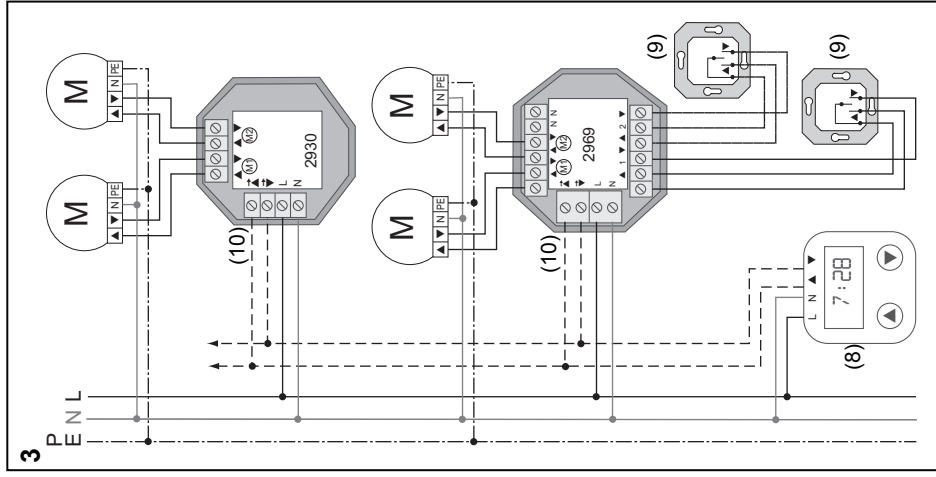 3
M
M
PE
N
▼
▲
PE
N
▼
▲
M1
M2
▲
▼
▲
▼
2930
L
N
(10)
M
M
PE
N
▼
▲
PE
N
▼
▲
N
N
M1
M2
▲
▼
▲
▼
2969
L
N
▲ 1 ▼
▲ 2 ▼
(10)
(9)
▲
▼
(9)
▲
▼
PE
N
L
L N ▲ ▼
7:28
▲
▼
(8)